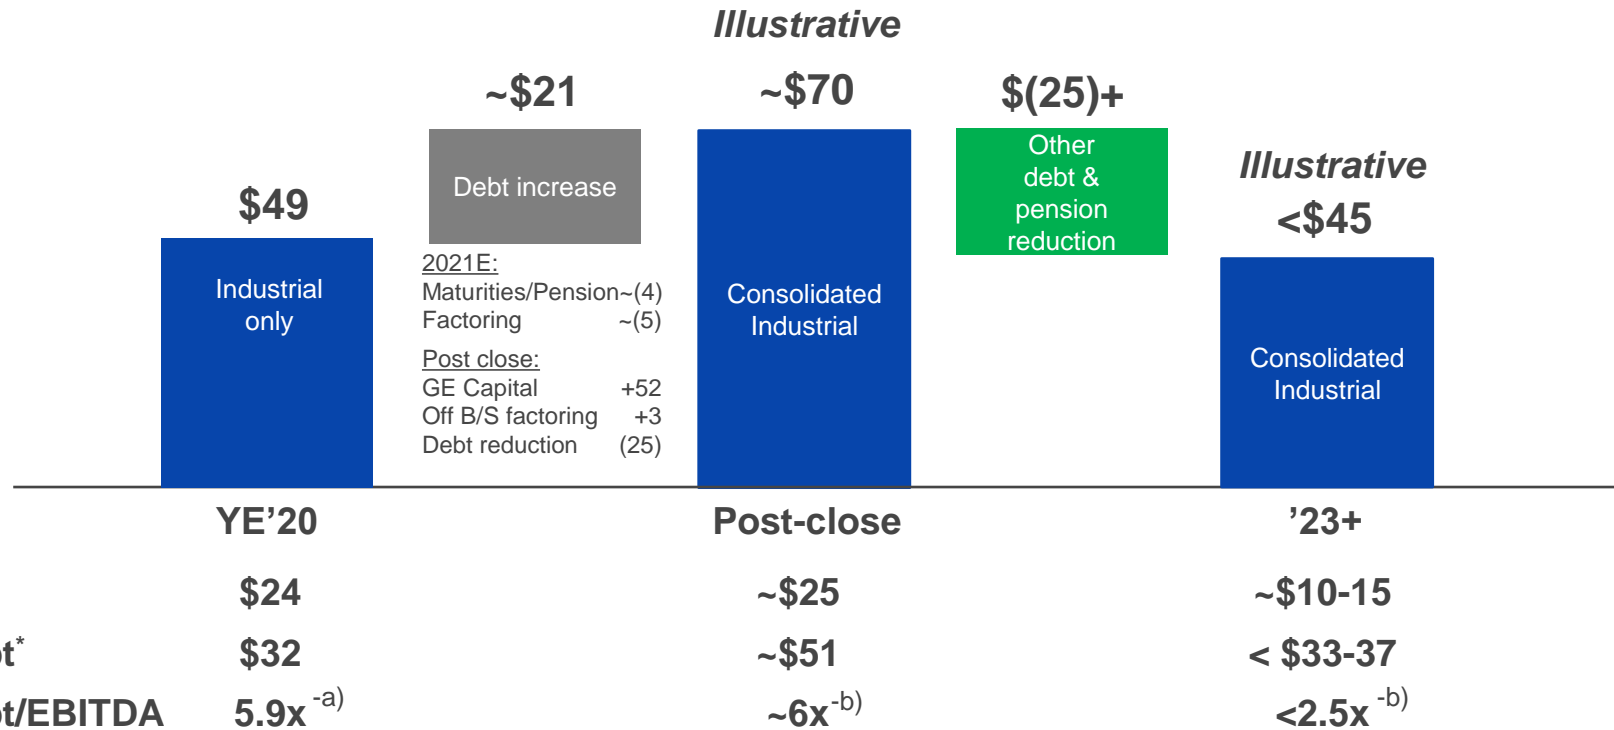 Illustrative
~$21
~$70
$(25)+
$49
Debt increase
Other
debt &
pension
reduction
Illustrative
<$45
Industrial
only
2021E:
Maturities/Pension~(4)
Factoring ~(5)
Post close:
GE Capital +52
Off B/S factoring +3
Debt reduction (25)
Consolidated
Industrial
Consolidated
Industrial
YE'20 Post-close ’23+
$24 ~$25 ~$10-15
$32 ~$51 < $33-37
/EBITDA 5.9x -a) ~6x -b) <2.5x -b)